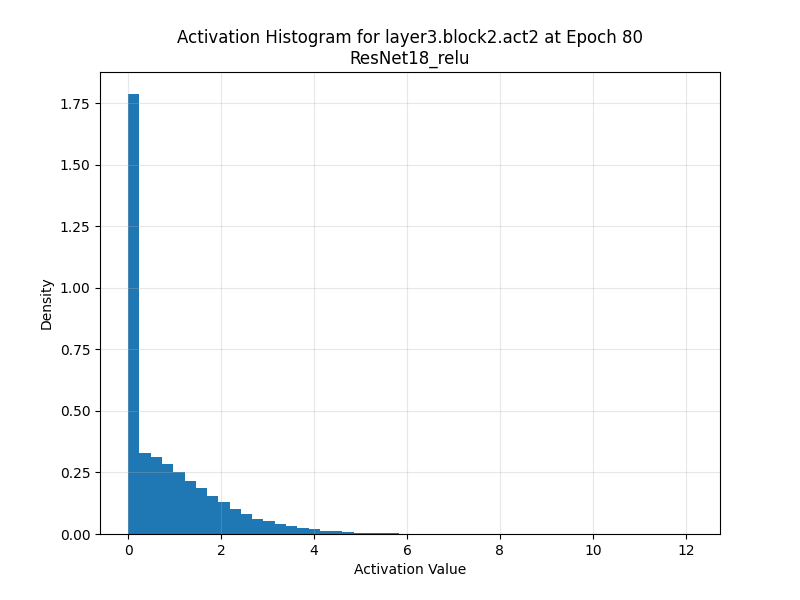 Activation Histogram for layer3.block2.act2 at Epoch 80
ResNet18_relu
1.75
1.50
1.25
1.00
0.75
0.50
0.25
0.00
Density
0 2 4 6 8 10 12
Activation Value